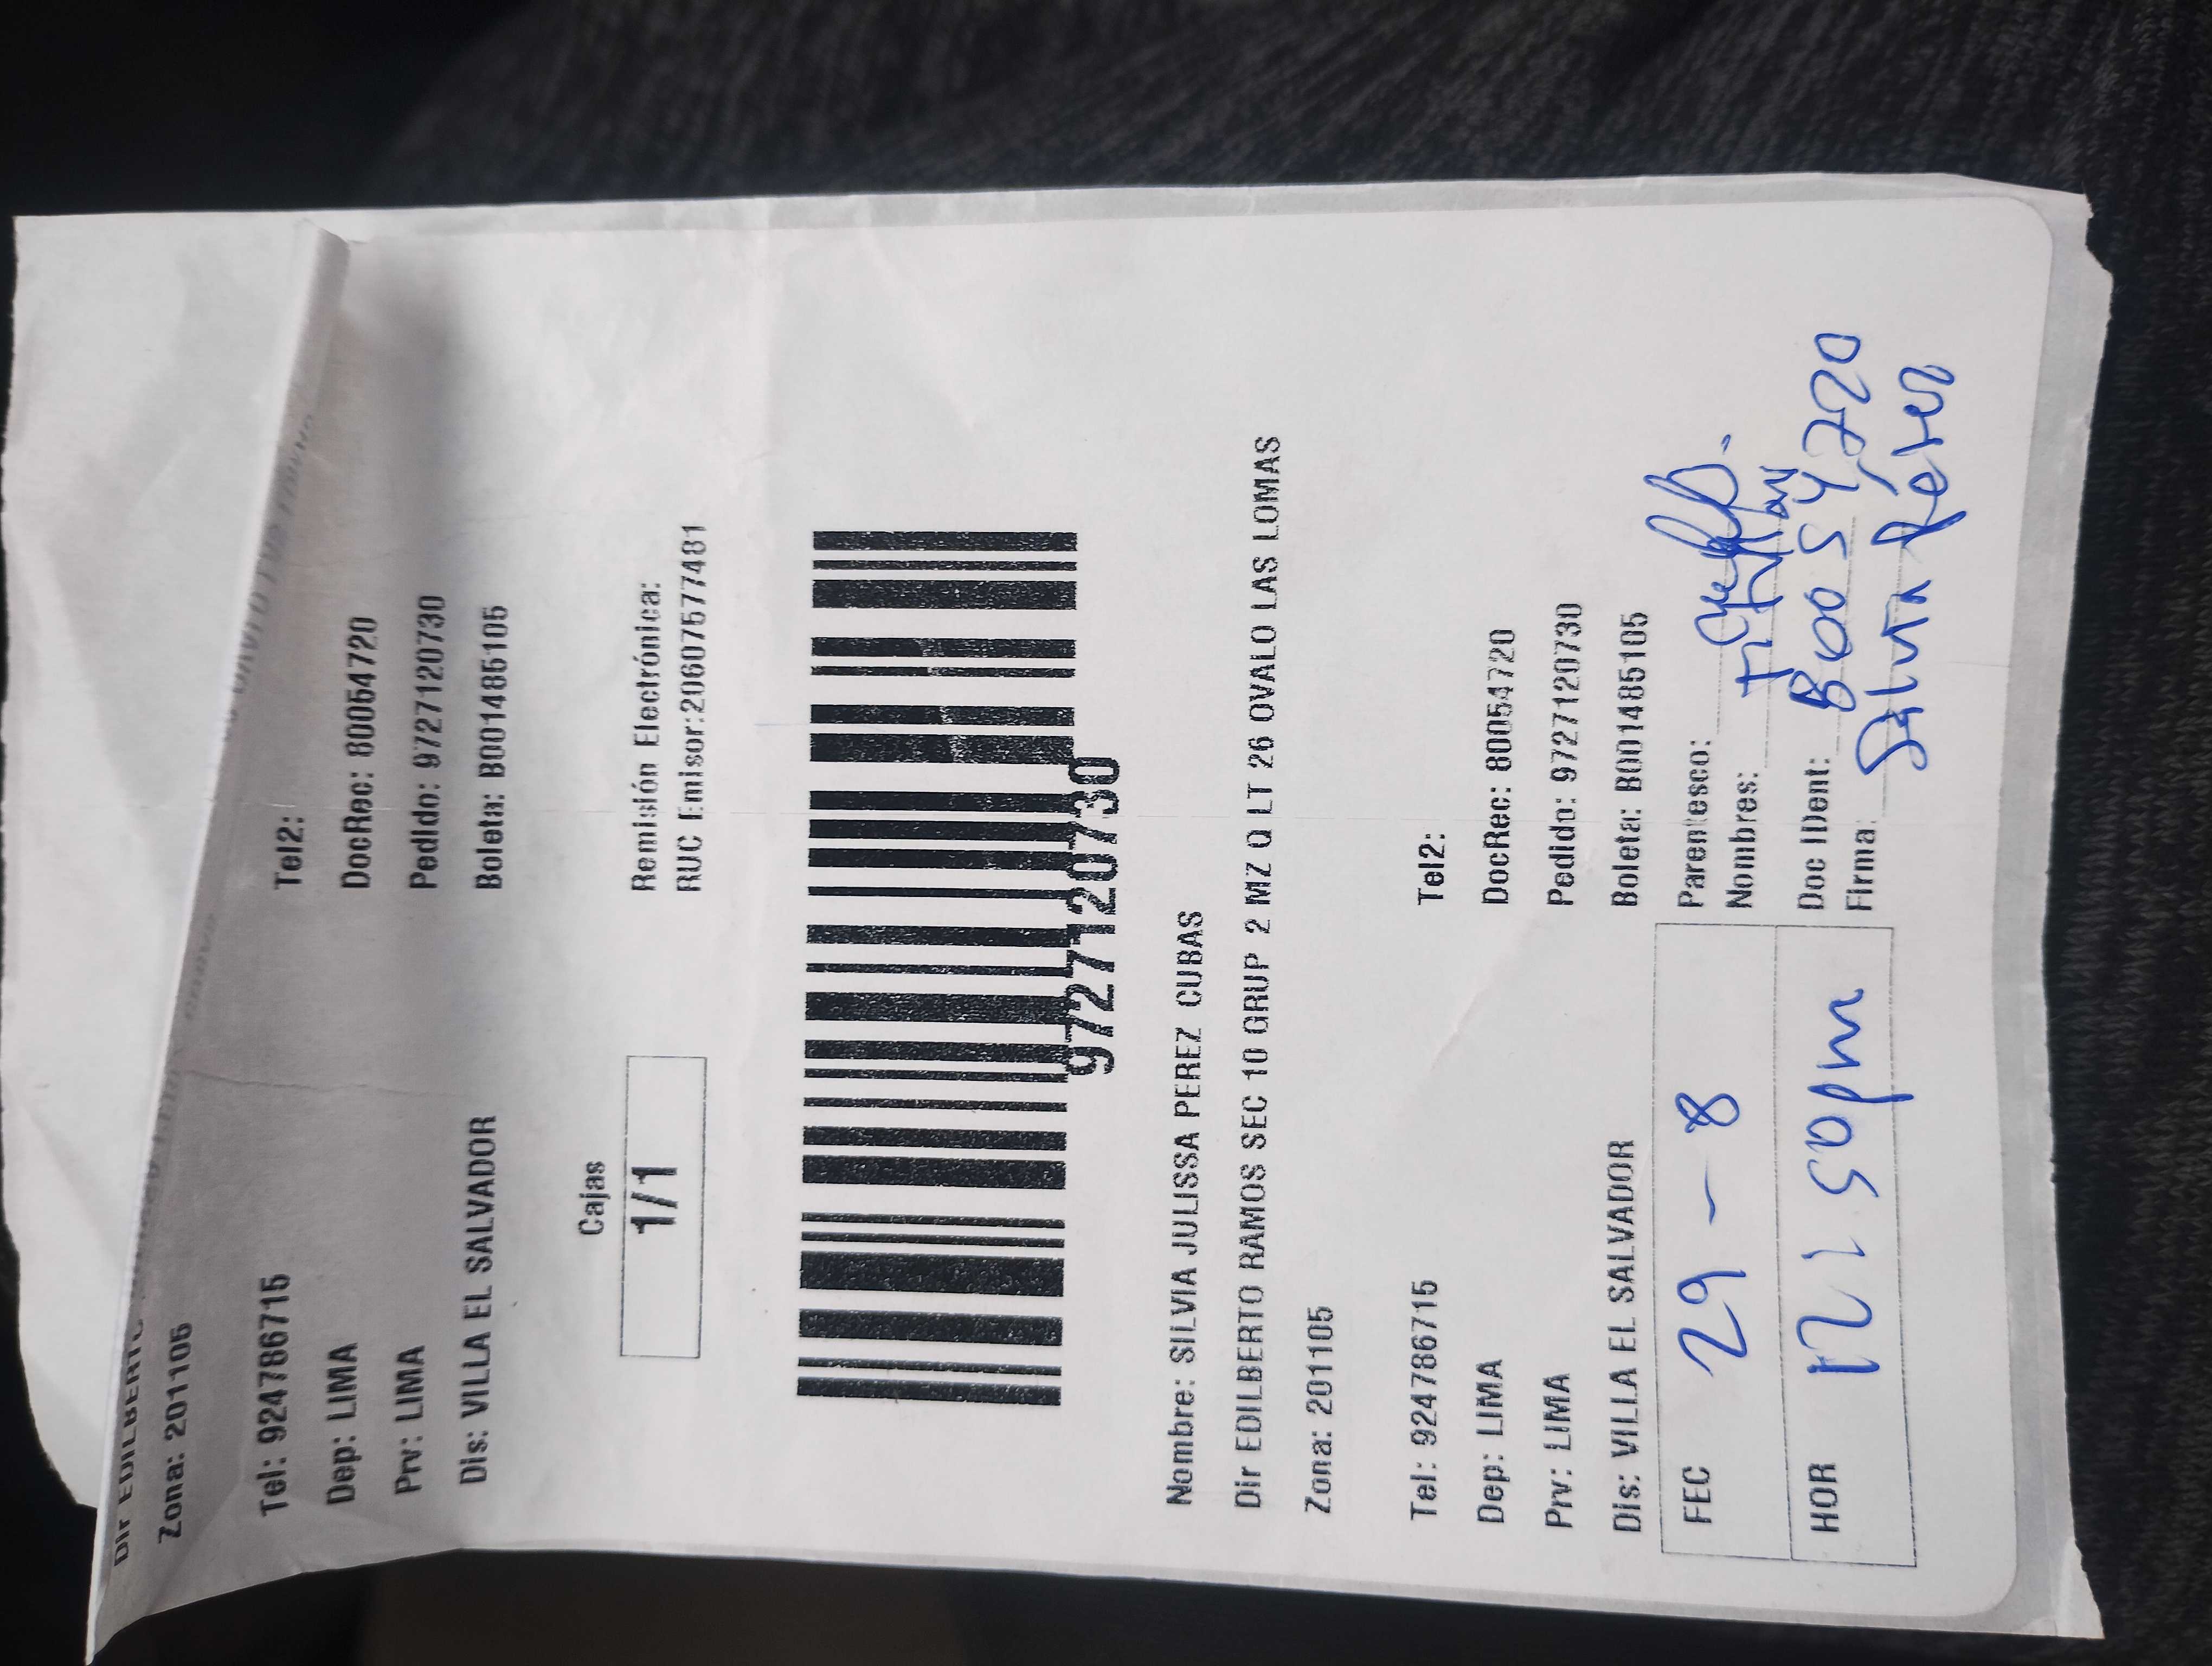 Dir EDILBERTO
Zona: 201105
Tel: 924786715 Tel2:
Dep: LIMA DocRec: 80054720
Prv: LIMA Pedido: 9727120730
Dis: VILLA EL SALVADOR Boleta: B001485105
Cajas
1/1
Remisión Electrónica:
RUC Emisor:20607577481
9727120730
Nombre: SILVIA JULISSA PEREZ CUBAS
Dir EDILBERTO RAMOS SEC 10 GRUP 2 MZ Q LT 26 OVALO LAS LOMAS
Zona: 201105
Tel: 924786715 Tel2:
Dep: LIMA DocRec: 80054720
Prv: LIMA Pedido: 9727120730
Dis: VILLA EL SALVADOR Boleta: B001485105
FEC 29 - 8
HOR 12:50pm
Parentesco:
Nombres:
Doc IDent: 80054720
Firma: Silvia Pérez